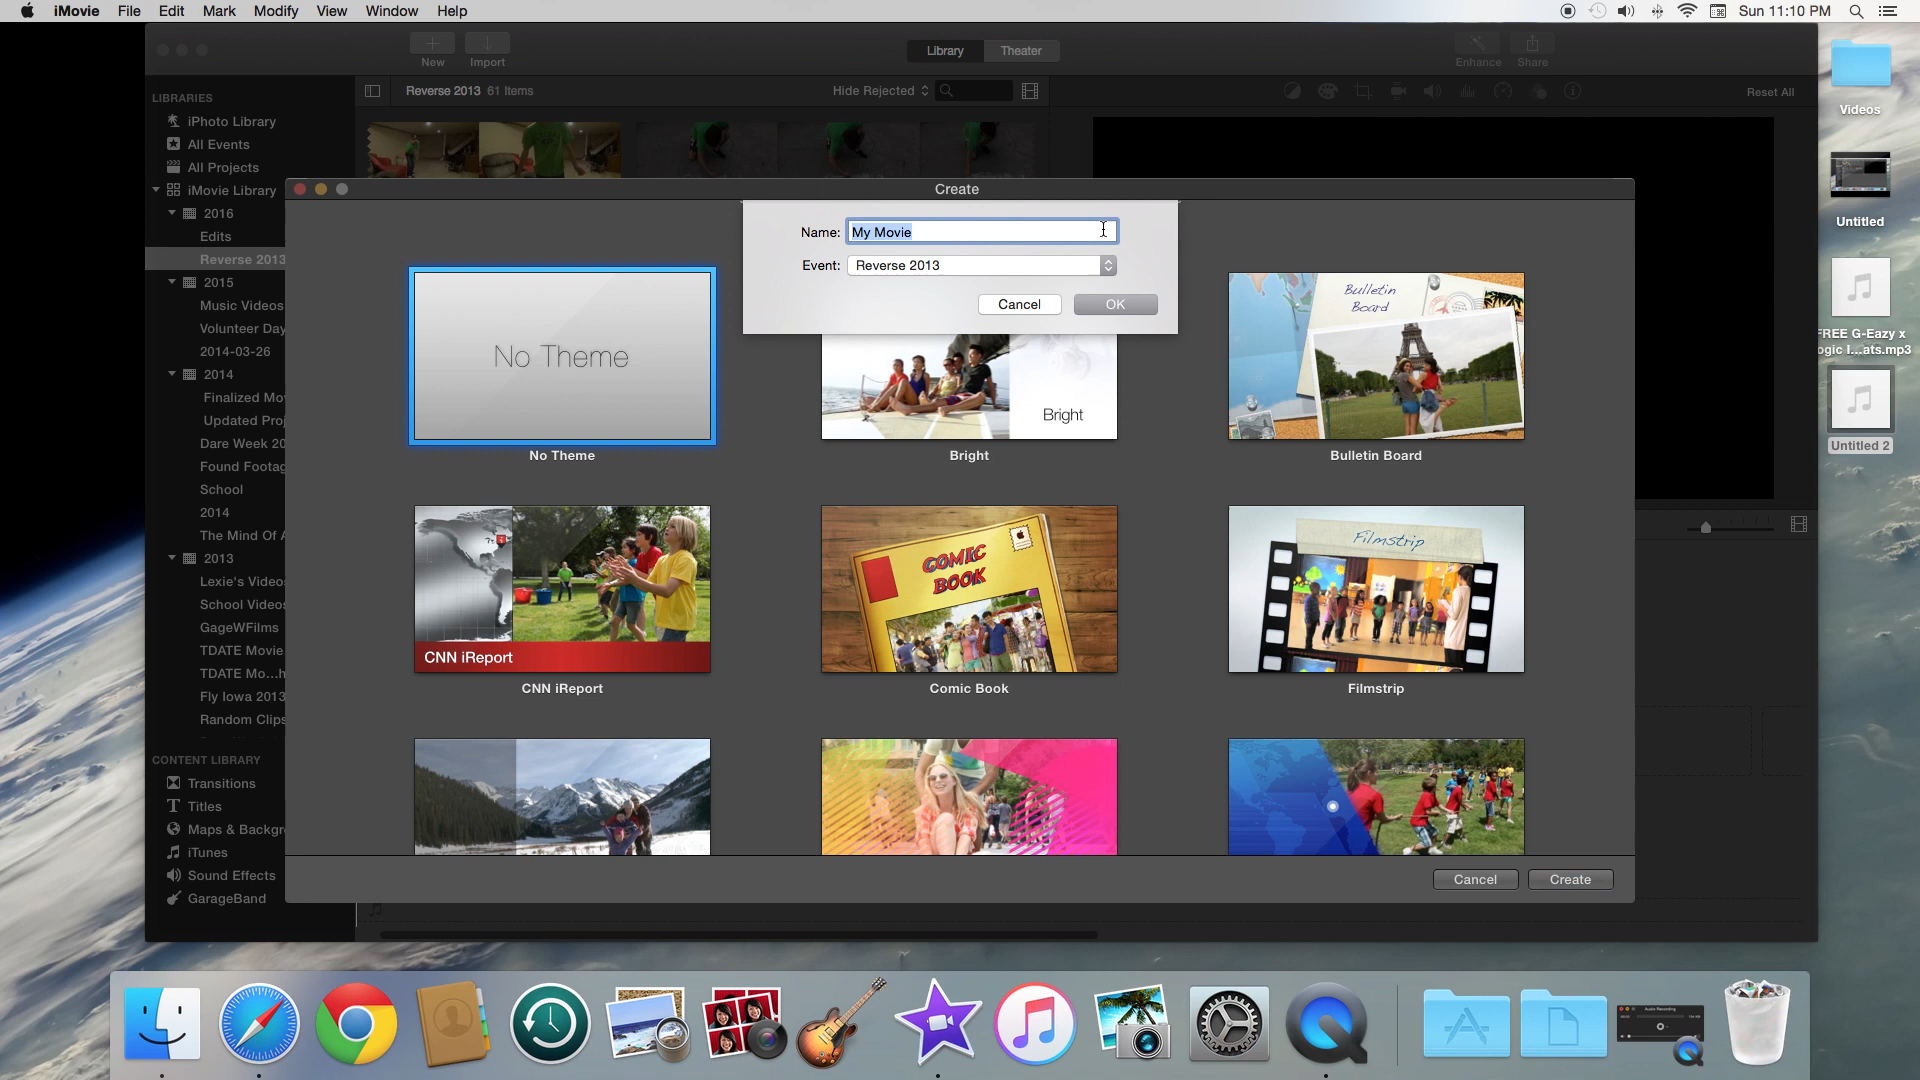 iMovie File Edit Mark Modify View Window Help
Sun 11:10 PM
New Import
Library Theater
Enhance Share
LIBRARIES
iPhoto Library
All Events
All Projects
iMovie Library
2016
Edits
Reverse 2013
2015
Music Videos
Volunteer Day
2014-03-26
2014
Finalized Mo
Updated Proj
Dare Week 20
Found Footag
School
2014
The Mind Of A
2013
Lexie's Video
School Video
GageWFilms
TDATE Movie
TDATE Mo...h
Fly Iowa 2013
Random Clips
CONTENT LIBRARY
Transitions
Titles
Maps & Backgr
iTunes
Sound Effects
GarageBand
Reverse 2013 61 Items
Hide Rejected
Reset All
Create
Name: My Movie
Event: Reverse 2013
Cancel OK
No Theme
No Theme
Bright
Bright
Bulletin
Board
Bulletin Board
CNN iReport
CNN iReport
COMIC
BOOK
Comic Book
Filmstrip
Filmstrip
Cancel Create
Videos
Untitled
FREE G-Eazy x
ogic I...ats.mp3
Untitled 2
Audio Recording